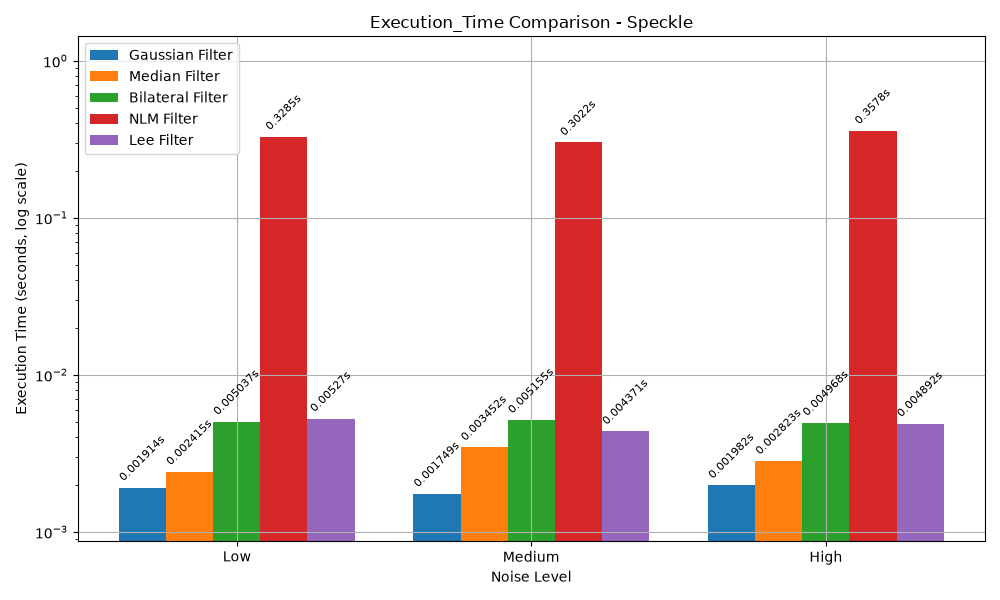 Execution_Time Comparison - Speckle
Execution Time (seconds, log scale)
10⁰
10⁻¹
10⁻²
10⁻³
Gaussian Filter
Median Filter
Bilateral Filter
NLM Filter
Lee Filter
0.001914s
0.002415s
0.005037s
0.3285s
0.00527s
0.001749s
0.003452s
0.005155s
0.3022s
0.004371s
0.001982s
0.002823s
0.004968s
0.3578s
0.004892s
Low
Medium
High
Noise Level